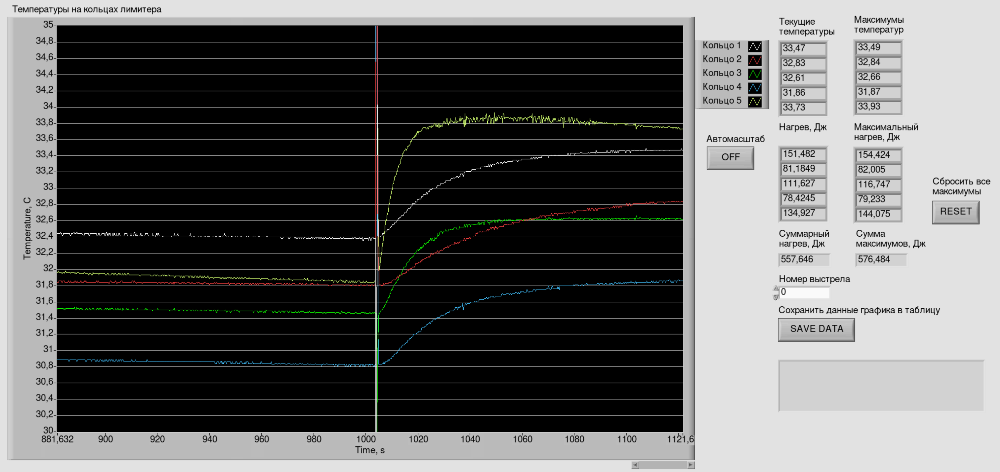 Температуры на кольцах лимитера
35
34,8
34,6
34,4
34,2
34
33,8
33,6
33,4
33,2
33
32,8
32,6
32,4
32,2
32
31,8
31,6
31,4
31,2
31
30,8
30,6
30,4
30,2
30
Temperature, C
881,632 900 920 940 960 980 1000 1020 1040 1060 1080 1100 1121,6
Time, s
Кольцо 1
Кольцо 2
Кольцо 3
Кольцо 4
Кольцо 5
Автомасштаб
OFF
Текущие
температуры
33,47
32,83
32,61
31,86
33,73
Максимумы
температур
33,49
32,84
32,66
31,87
33,93
Нагрев, Дж
151,482
81,1849
111,627
78,4245
134,927
Максимальный
нагрев, Дж
154,424
82,005
116,747
79,233
144,075
Сбросить все
максимумы
RESET
Суммарный
нагрев, Дж
557,646
Сумма
максимумов, Дж
576,484
Номер выстрела
0
Сохранить данные графика в таблицу
SAVE DATA